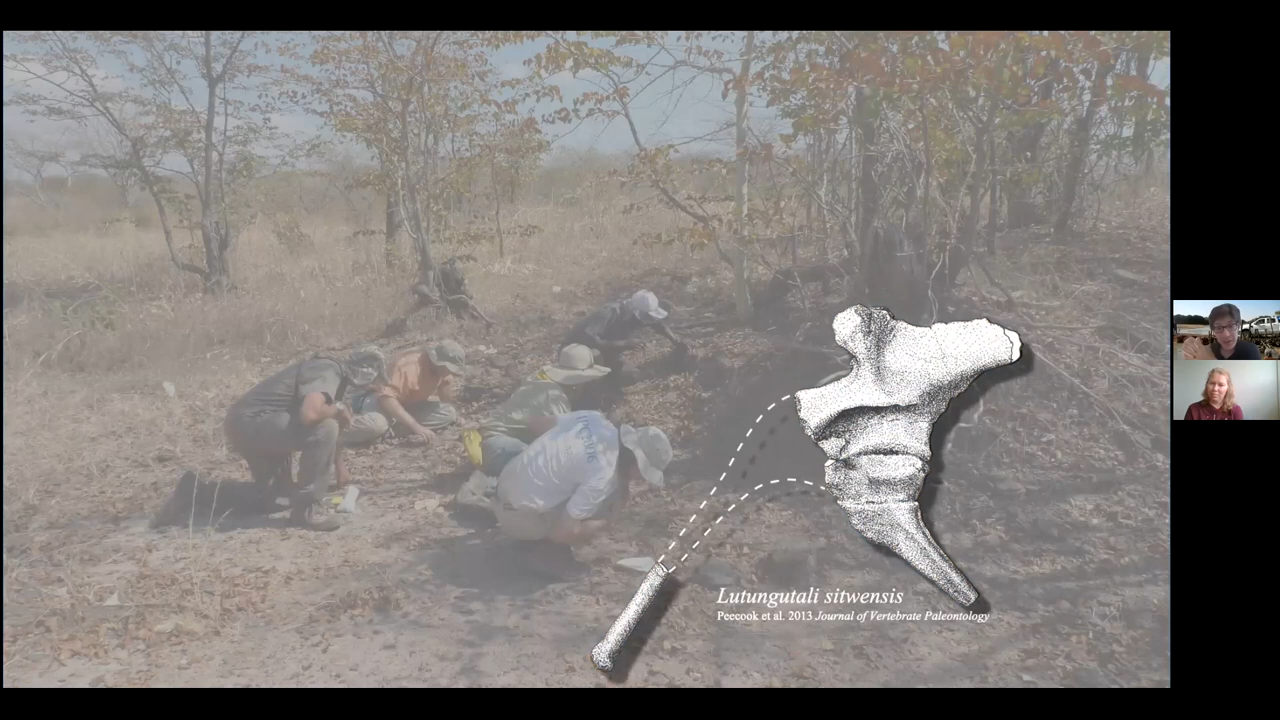 Lutungutali sitwensis
Peecook et al. 2013 Journal of Vertebrate Paleontology